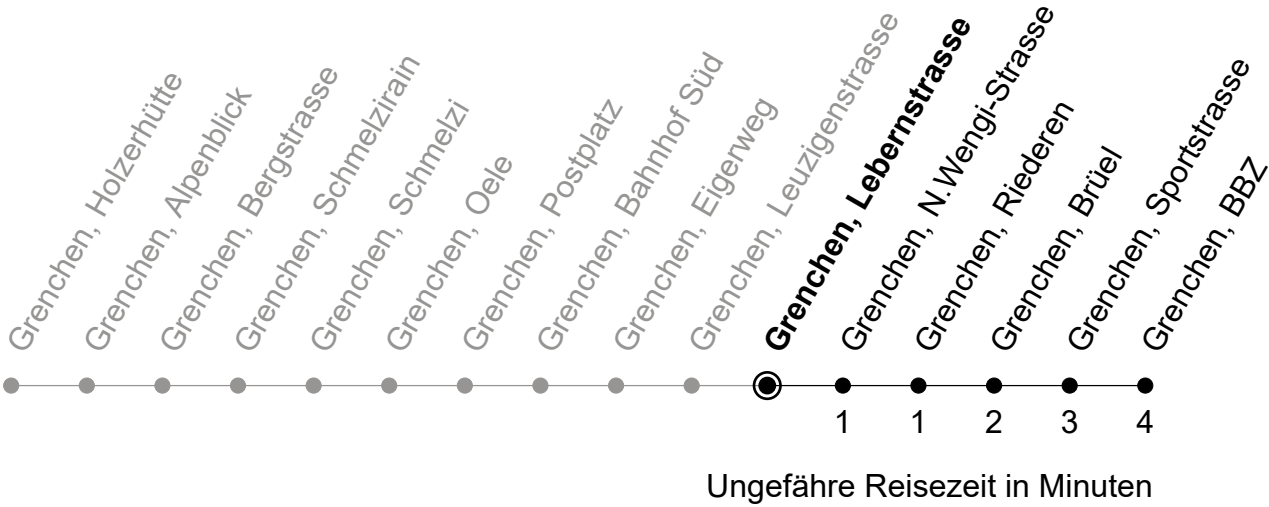 Grenchen, Holzerhütte
Grenchen, Alpenblick
Grenchen, Bergstrasse
Grenchen, Schmelzirain
Grenchen, Schmelzi
Grenchen, Oele
Grenchen, Postplatz
Grenchen, Bahnhof Süd
Grenchen, Eigerweg
Grenchen, Leuzigenstrasse
Grenchen, Lebernstrasse
Grenchen, N.Wengi-Strasse
Grenchen, Riederen
Grenchen, Brüel
Grenchen, Sportstrasse
Grenchen, BBZ
1 1 2 3 4
Ungefähre Reisezeit in Minuten